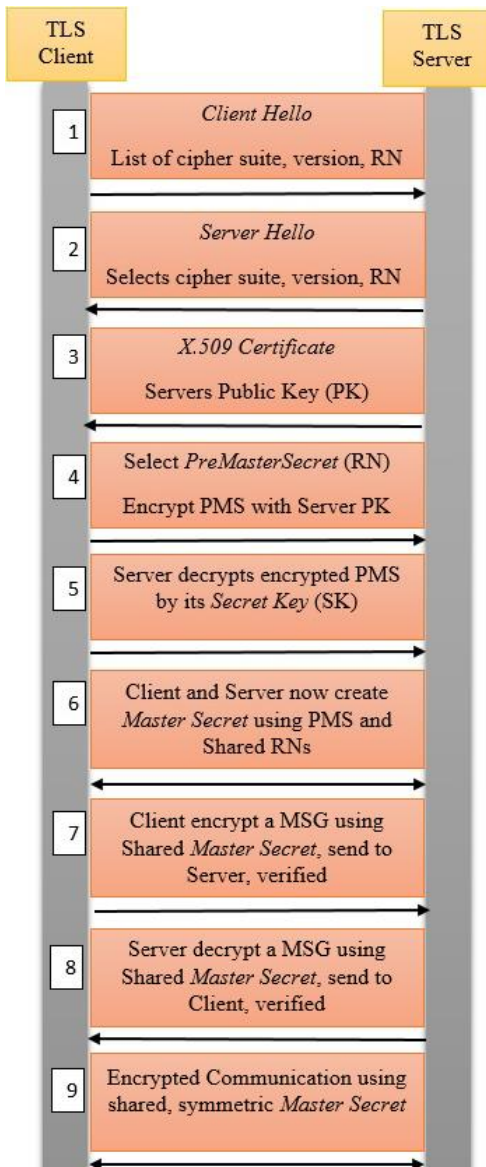 TLS
Client
TLS
Server
1
Client Hello
List of cipher suite, version, RN
2
Server Hello
Selects cipher suite, version, RN
3
X.509 Certificate
Servers Public Key (PK)
4
Select PreMasterSecret (RN)
Encrypt PMS with Server PK
5
Server decrypts encrypted PMS
by its Secret Key (SK)
6
Client and Server now create
Master Secret using PMS and
Shared RNs
7
Client encrypt a MSG using
Shared Master Secret, send to
Server, verified
8
Server decrypt a MSG using
Shared Master Secret, send to
Client, verified
9
Encrypted Communication using
shared, symmetric Master Secret